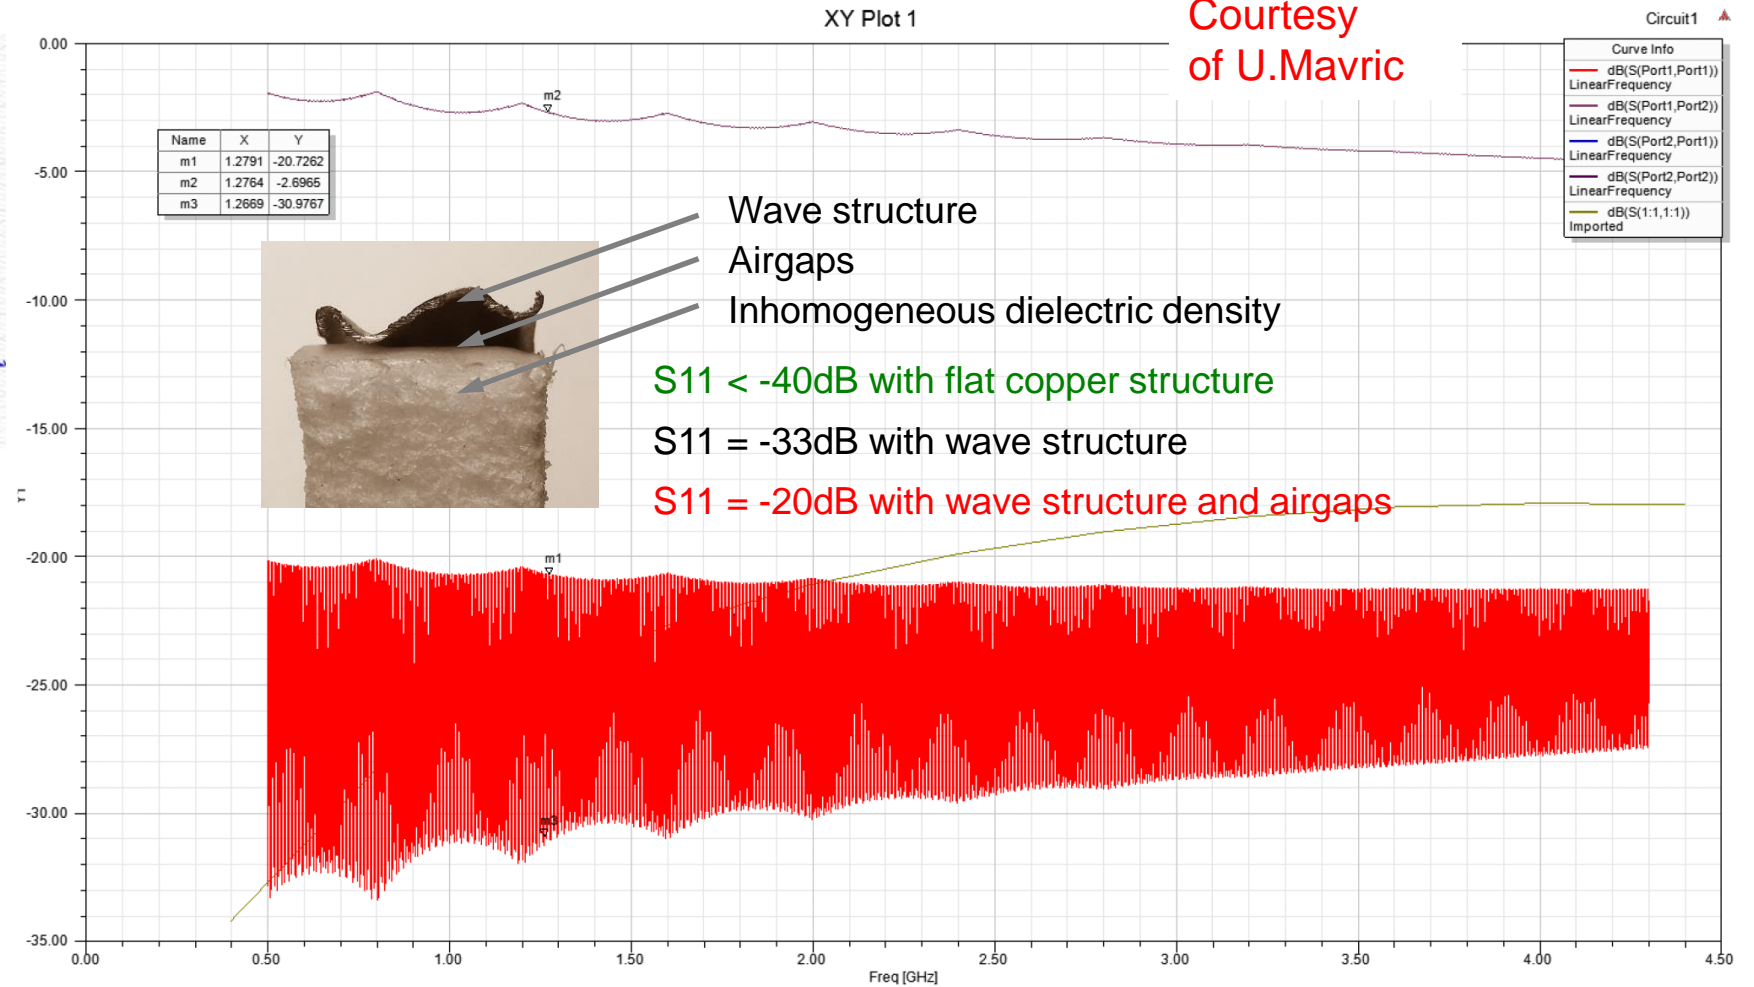 XY Plot 1
Courtesy
of U.Mavric
Circuit1
Curve Info
dB(S(Port1,Port1))
LinearFrequency
dB(S(Port1,Port2))
LinearFrequency
dB(S(Port2,Port1))
LinearFrequency
dB(S(Port2,Port2))
LinearFrequency
dB(S(1:1,1:1))
Imported
0.00
-5.00
-10.00
-15.00
-20.00
-25.00
-30.00
-35.00
Name X Y
m1 1.2791 -20.7262
m2 1.2764 -2.6965
m3 1.2669 -30.9767
m2
Wave structure
Airgaps
Inhomogeneous dielectric density
S11 < -40dB with flat copper structure
S11 = -33dB with wave structure
S11 = -20dB with wave structure and airgaps
m1
m3
0.00 0.50 1.00 1.50 2.00 2.50 3.00 3.50 4.00 4.50
Freq [GHz]